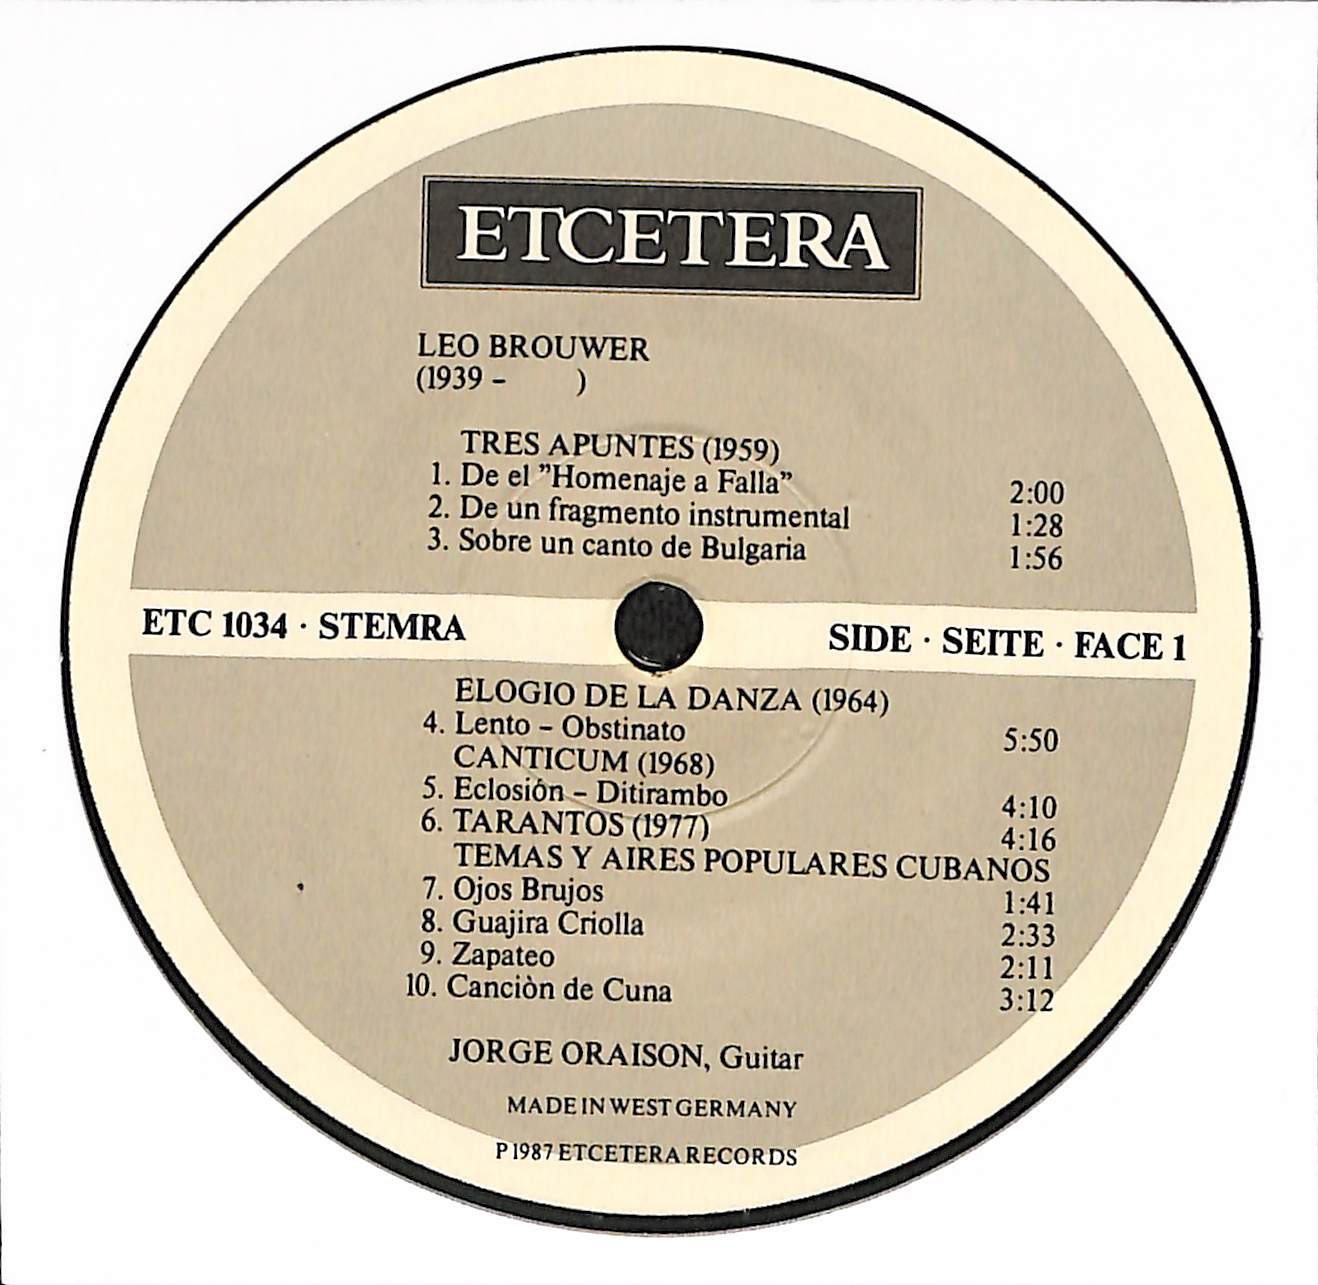 ETCETERA
LEO BROUWER
(1939 – )
TRES APUNTES (1959)
1. De el ”Homenaje a Falla” 2:00
2. De un fragmento instrumental 1:28
3. Sobre un canto de Bulgaria 1:56
ETC 1034 · STEMRA SIDE · SEITE · FACE 1
ELOGIO DE LA DANZA (1964)
4. Lento – Obstinato 5:50
CANTICUM (1968)
5. Eclosiòn – Ditirambo 4:10
6. TARANTOS (1977) 4:16
TEMAS Y AIRES POPULARES CUBANOS
7. Ojos Brujos 1:41
8. Guajira Criolla 2:33
9. Zapateo 2:11
10. Canciòn de Cuna 3:12
JORGE ORAISON, Guitar
MADE IN WEST GERMANY
P 1987 ETCETERA RECORDS